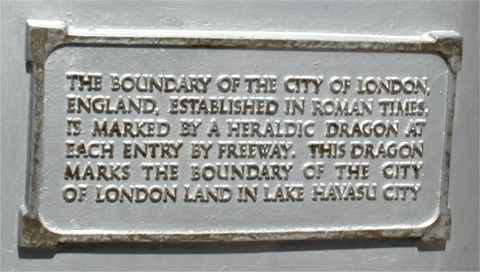 THE BOUNDARY OF THE CITY OF LONDON,
ENGLAND, ESTABLISHED IN ROMAN TIMES,
IS MARKED BY A HERALDIC DRAGON AT
EACH ENTRY BY FREEWAY. THIS DRAGON
MARKS THE BOUNDARY OF THE CITY
OF LONDON LAND IN LAKE HAVASU CITY